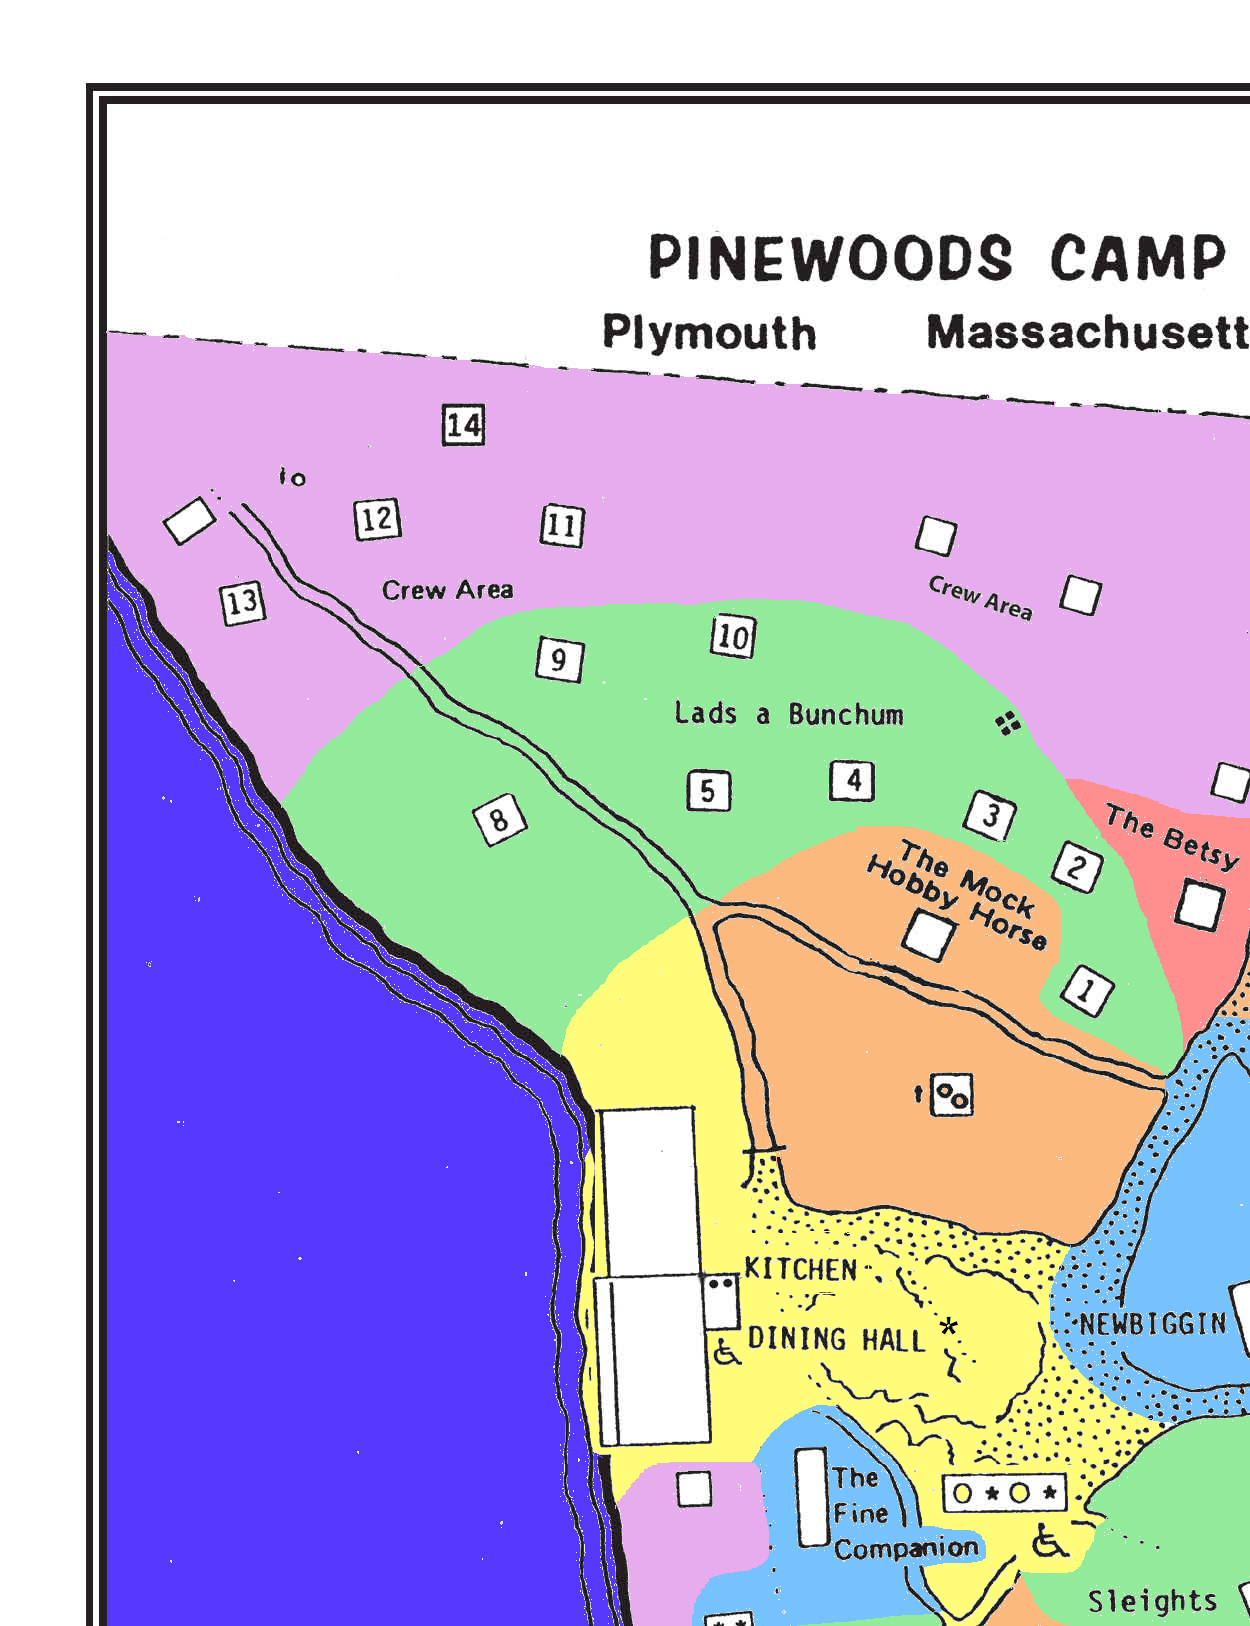 PINEWOODS CAMP
Plymouth Massachusett
14
12
11
13
Crew Area
Crew Area
10
9
Lads a Bunchum
5
4
8
3
2
The Betsy
The Mock
Hobby Horse
1
KITCHEN
DINING HALL
NEWBIGGIN
The
Fine
Companion
Sleights